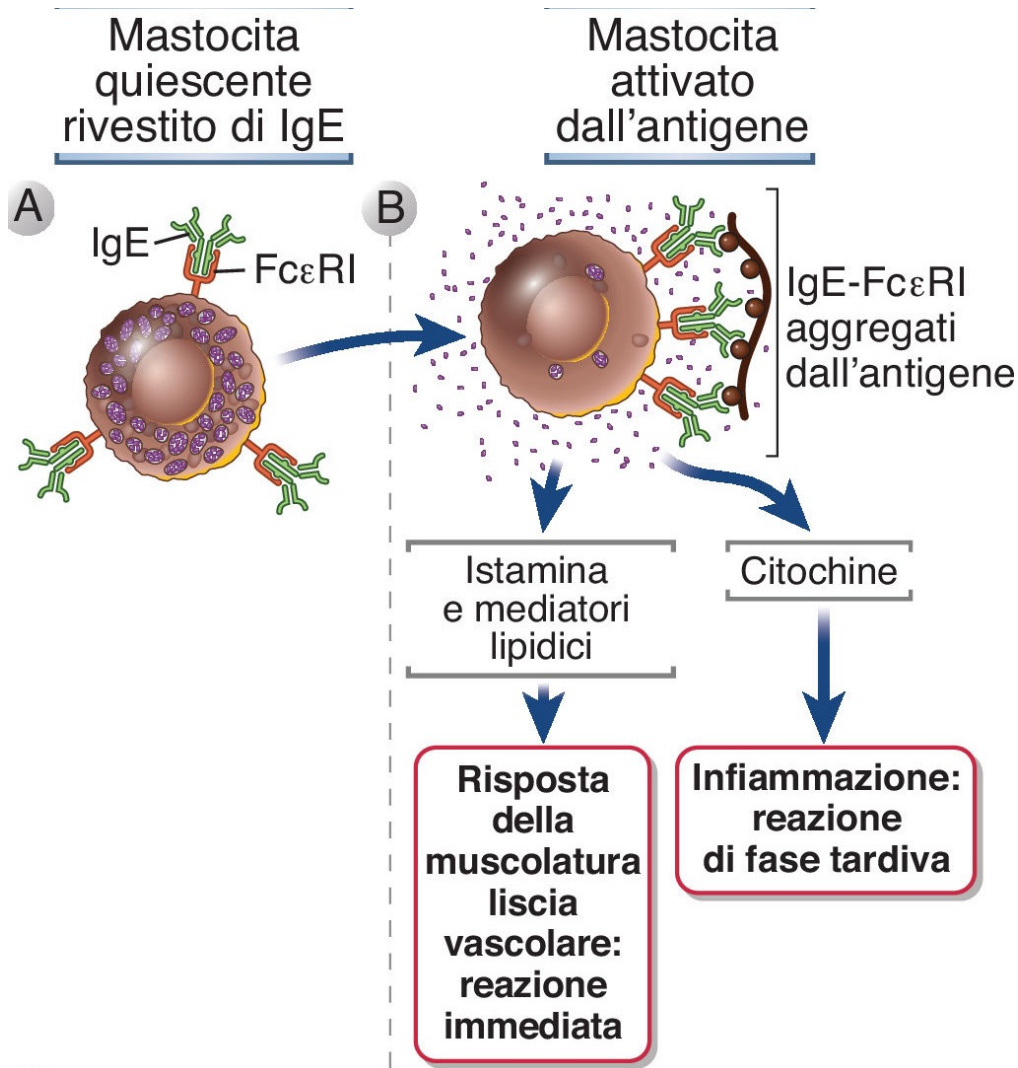 Mastocita
quiescente
rivestito di IgE
Mastocita
attivato
dall'antigene
A
IgE
FcεRI
B
IgE-FcεRI
aggregati
dall'antigene
Istamina
e mediatori
lipidici
Citochine
Risposta
della
muscolatura
liscia
vascolare:
reazione
immediata
Infiammazione:
reazione
di fase tardiva